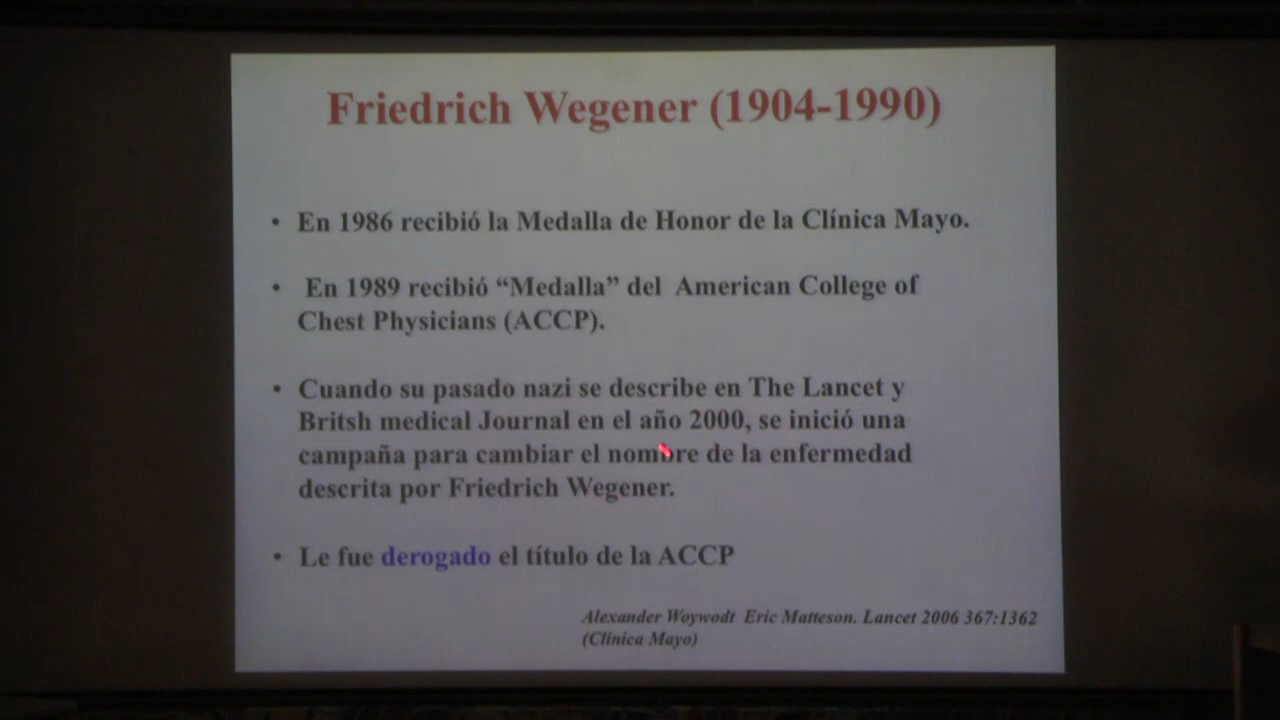 Friedrich Wegener (1904-1990)
• En 1986 recibió la Medalla de Honor de la Clínica Mayo.
• En 1989 recibió “Medalla” del American College of
Chest Physicians (ACCP).
• Cuando su pasado nazi se describe en The Lancet y
Britsh medical Journal en el año 2000, se inició una
campaña para cambiar el nombre de la enfermedad
descrita por Friedrich Wegener.
• Le fue derogado el título de la ACCP
Alexander Woywodt Eric Matteson. Lancet 2006 367:1362
(Clínica Mayo)